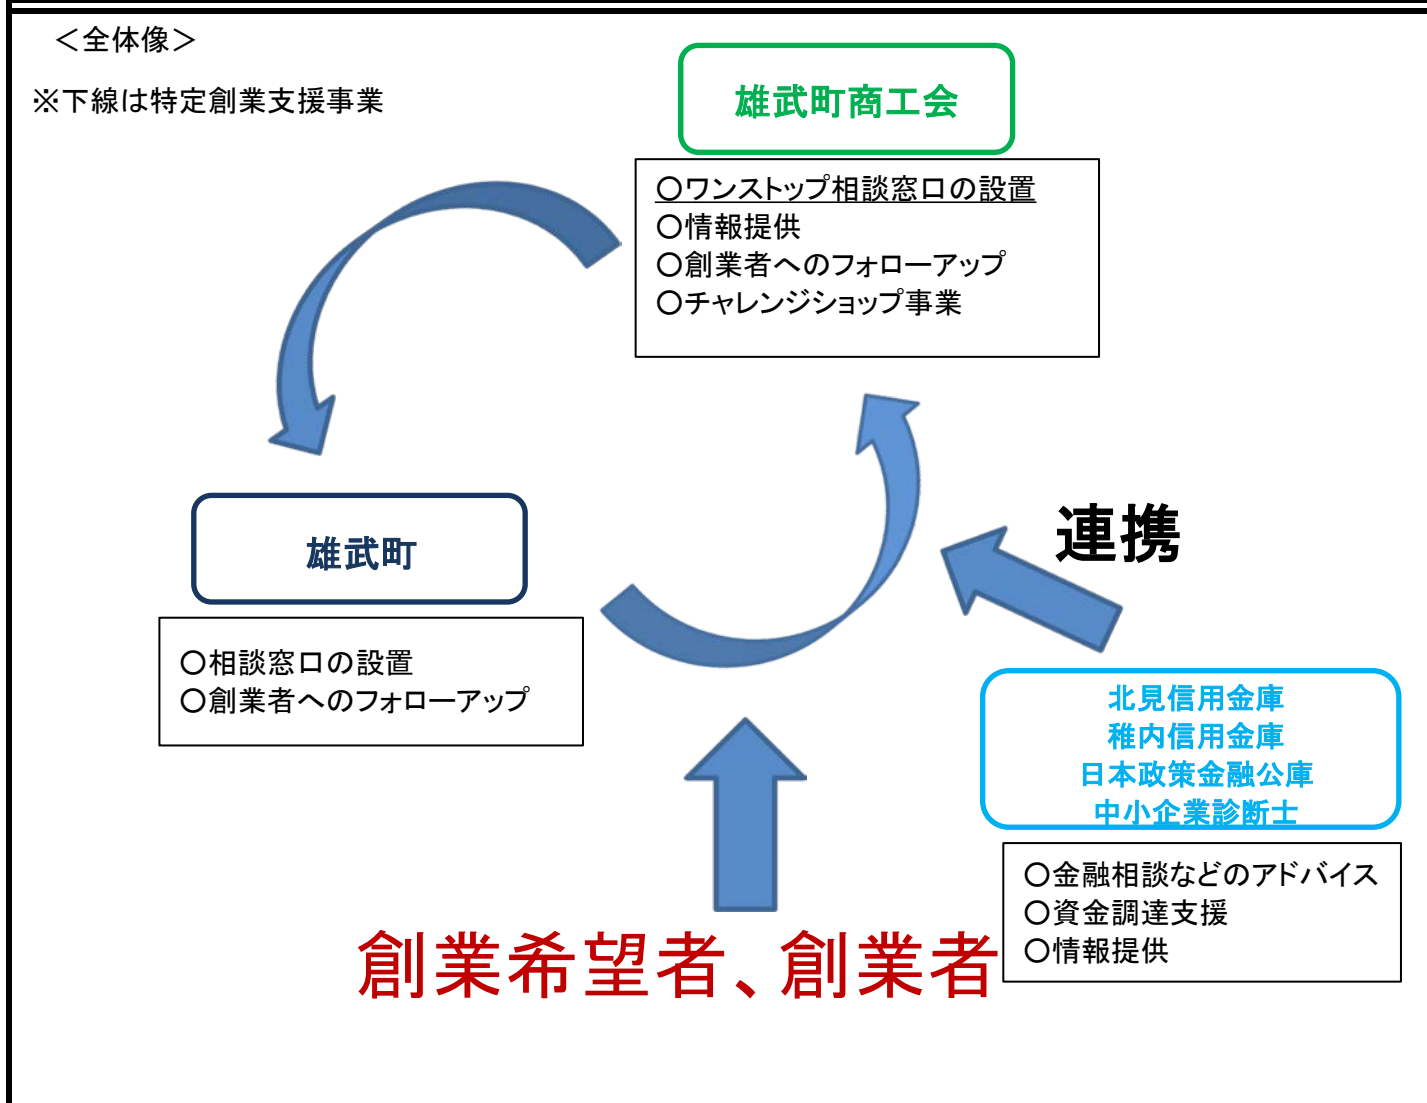 ＜全体像＞
※下線は特定創業支援事業
雄武町商工会
○ワンストップ相談窓口の設置
○情報提供
○創業者へのフォローアップ
○チャレンジショップ事業
雄武町
○相談窓口の設置
○創業者へのフォローアップ
連携
北見信用金庫
稚内信用金庫
日本政策金融公庫
中小企業診断士
○金融相談などのアドバイス
○資金調達支援
○情報提供
創業希望者、創業者